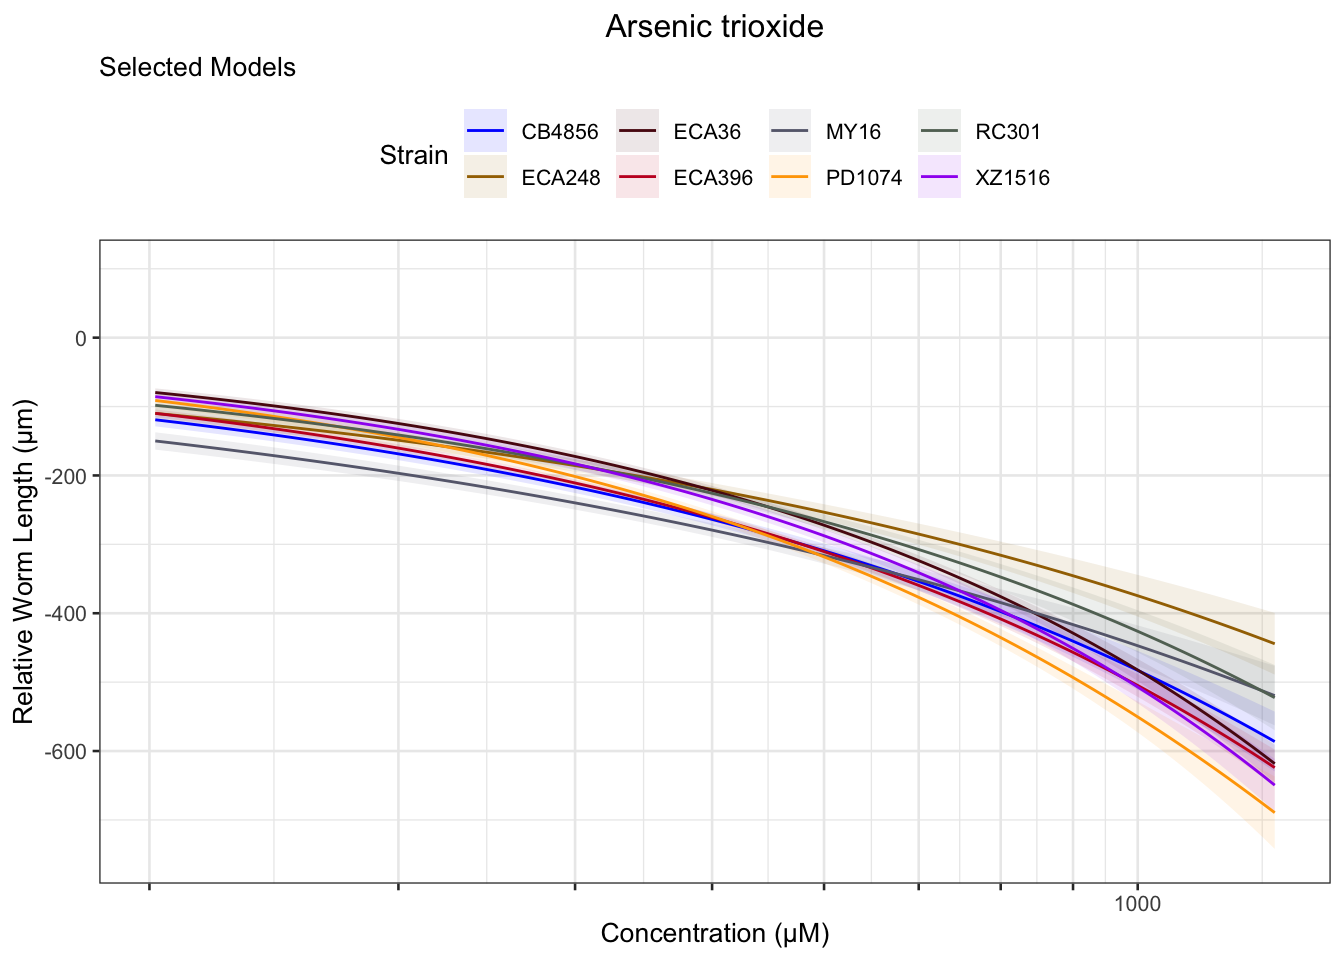 Arsenic trioxide
Selected Models
Strain
CB4856 ECA36 MY16 RC301
ECA248 ECA396 PD1074 XZ1516
Relative Worm Length (µm)
0
-200
-400
-600
1000
Concentration (µM)